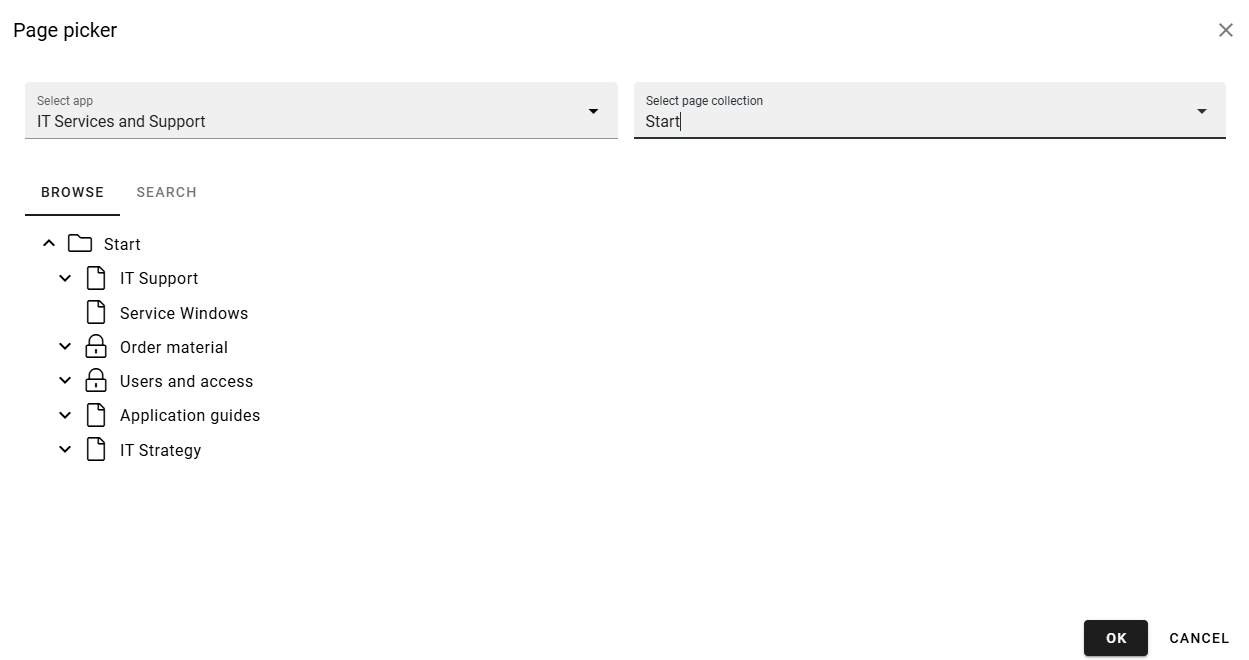 Page picker
Select app
IT Services and Support
Select page collection
Start
BROWSE
SEARCH
Start
IT Support
Service Windows
Order material
Users and access
Application guides
IT Strategy
OK
CANCEL